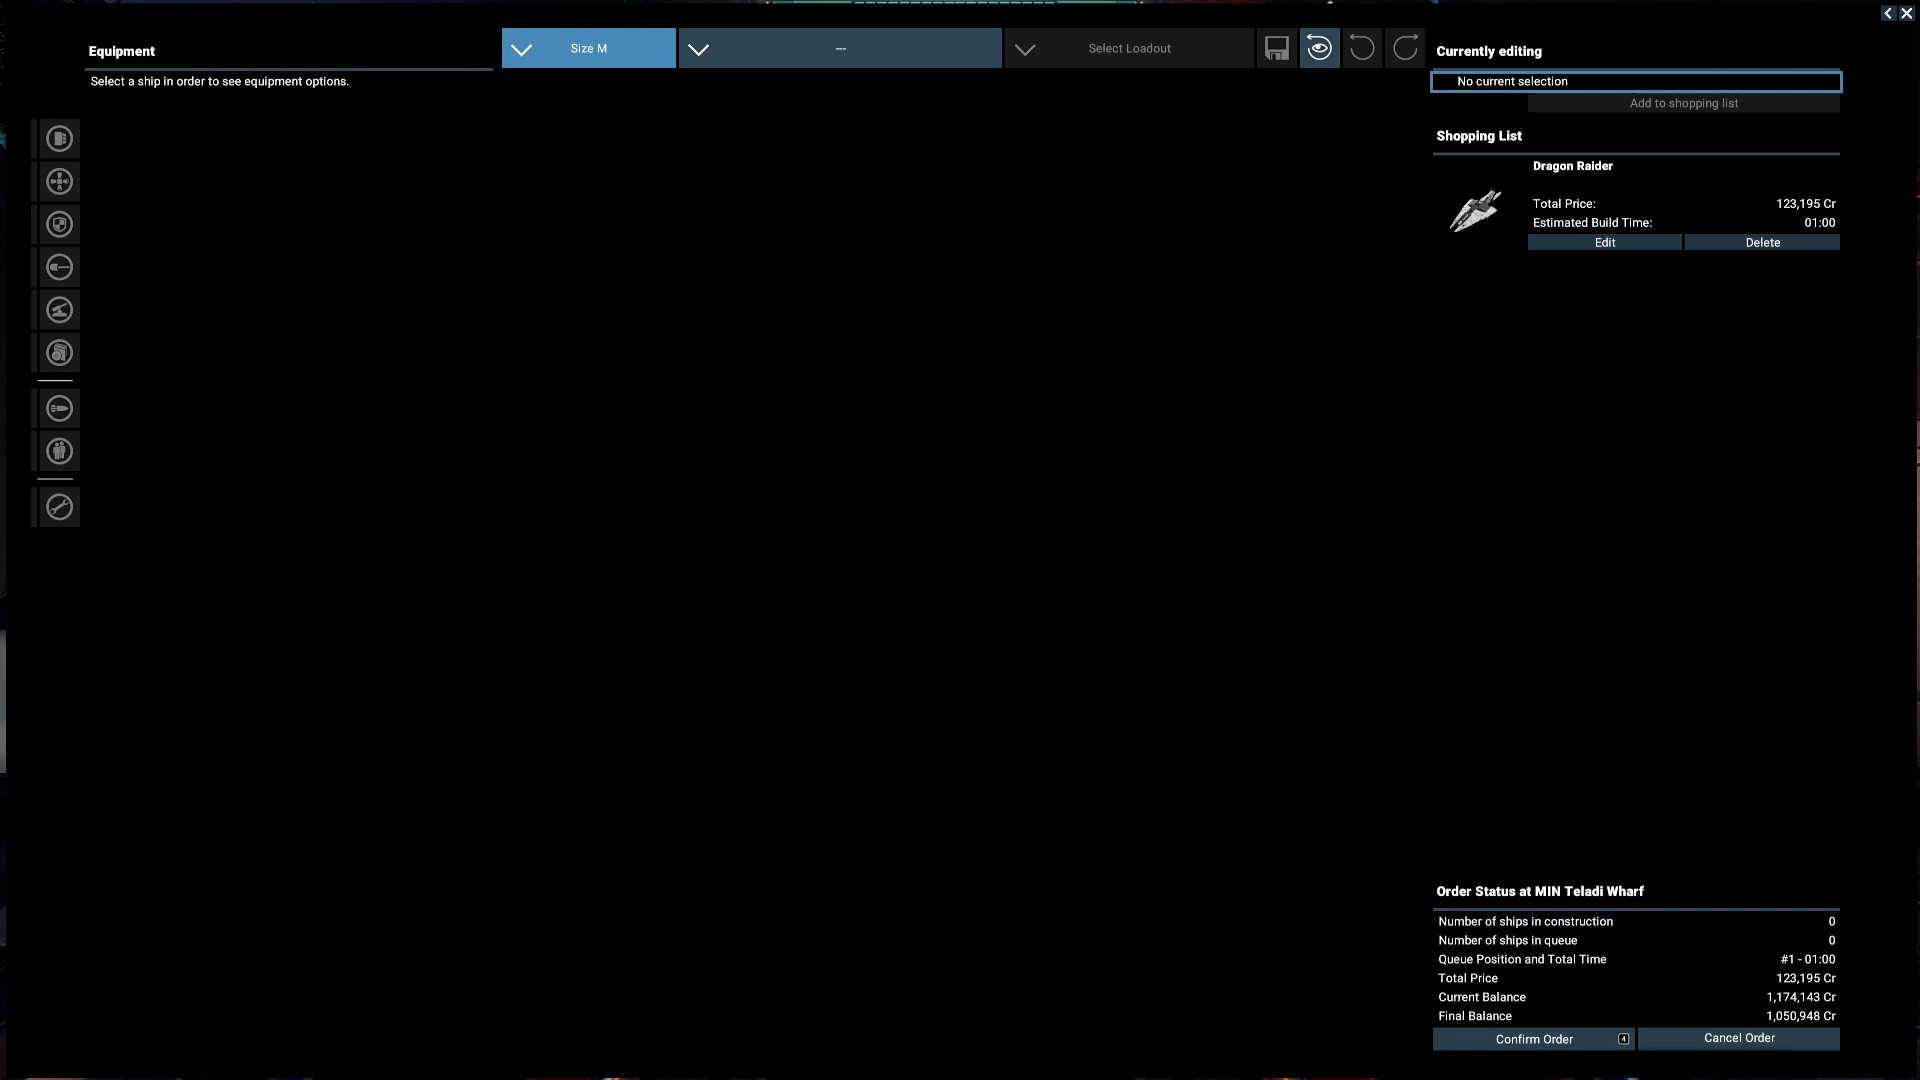 Equipment
Select a ship in order to see equipment options.
Size M
---
Select Loadout
Currently editing
No current selection
Add to shopping list
Shopping List
Dragon Raider
Total Price: 123,195 Cr
Estimated Build Time: 01:00
Edit Delete
Order Status at MIN Teladi Wharf
Number of ships in construction 0
Number of ships in queue 0
Queue Position and Total Time #1 - 01:00
Total Price 123,195 Cr
Current Balance 1,174,143 Cr
Final Balance 1,050,948 Cr
Confirm Order 4 Cancel Order